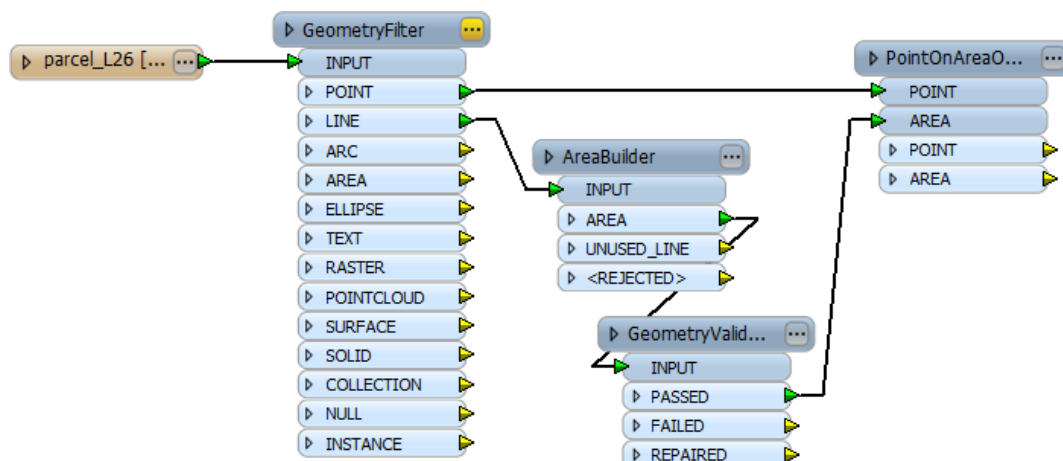 parcel_L26 [...
GeometryFilter
INPUT
POINT
LINE
ARC
AREA
ELLIPSE
TEXT
RASTER
POINTCLOUD
SURFACE
SOLID
COLLECTION
NULL
INSTANCE
AreaBuilder
INPUT
AREA
UNUSED_LINE
<REJECTED>
GeometryValid...
INPUT
PASSED
FAILED
REPAIRED
PointOnAreaO...
POINT
AREA
POINT
AREA